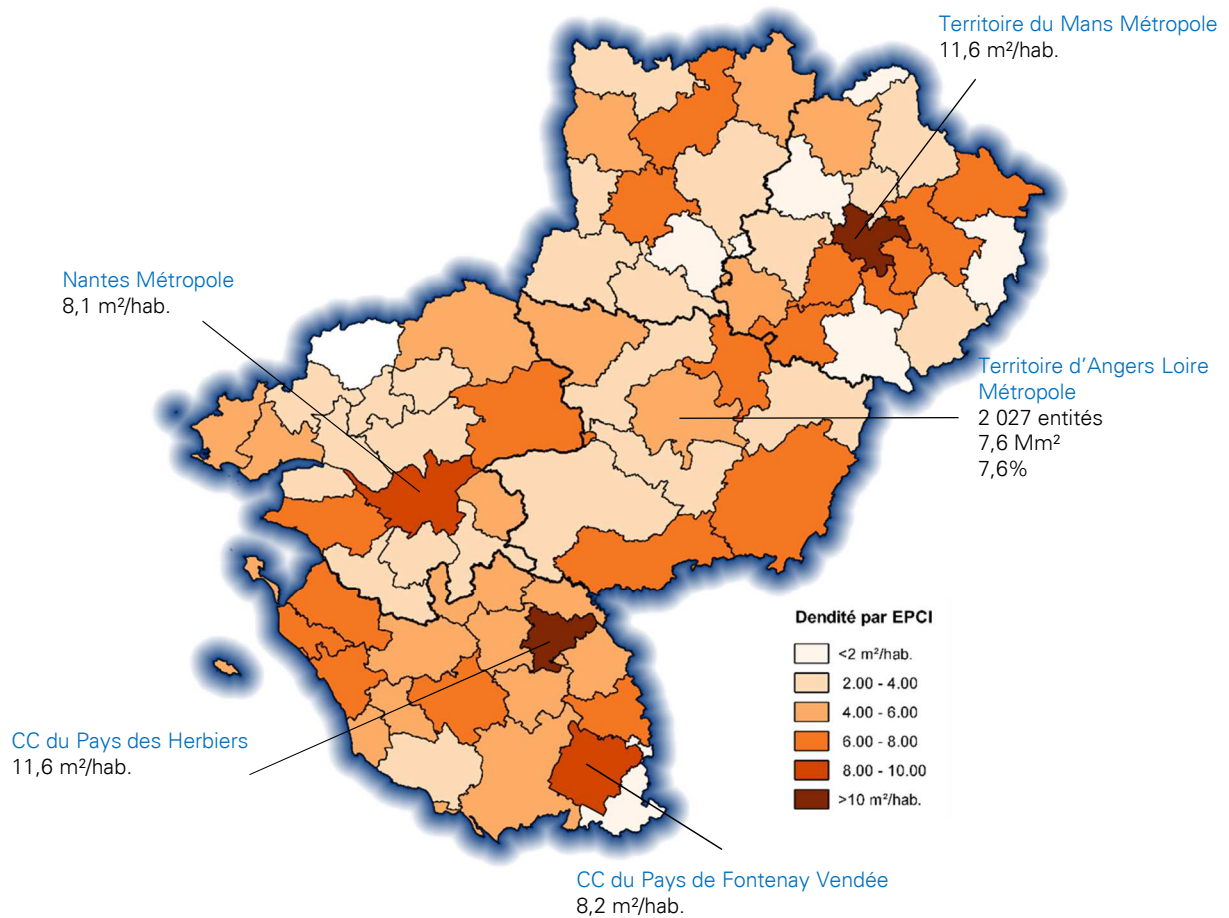 Territoire du Mans Métropole
11,6 m²/hab.
Nantes Métropole
8,1 m²/hab.
Territoire d'Angers Loire
Métropole
2 027 entités
7,6 Mm²
7,6%
CC du Pays des Herbiers
11,6 m²/hab.
Dendité par EPCI
<2 m²/hab.
2.00 - 4.00
4.00 - 6.00
6.00 - 8.00
8.00 - 10.00
>10 m²/hab.
CC du Pays de Fontenay Vendée
8,2 m²/hab.